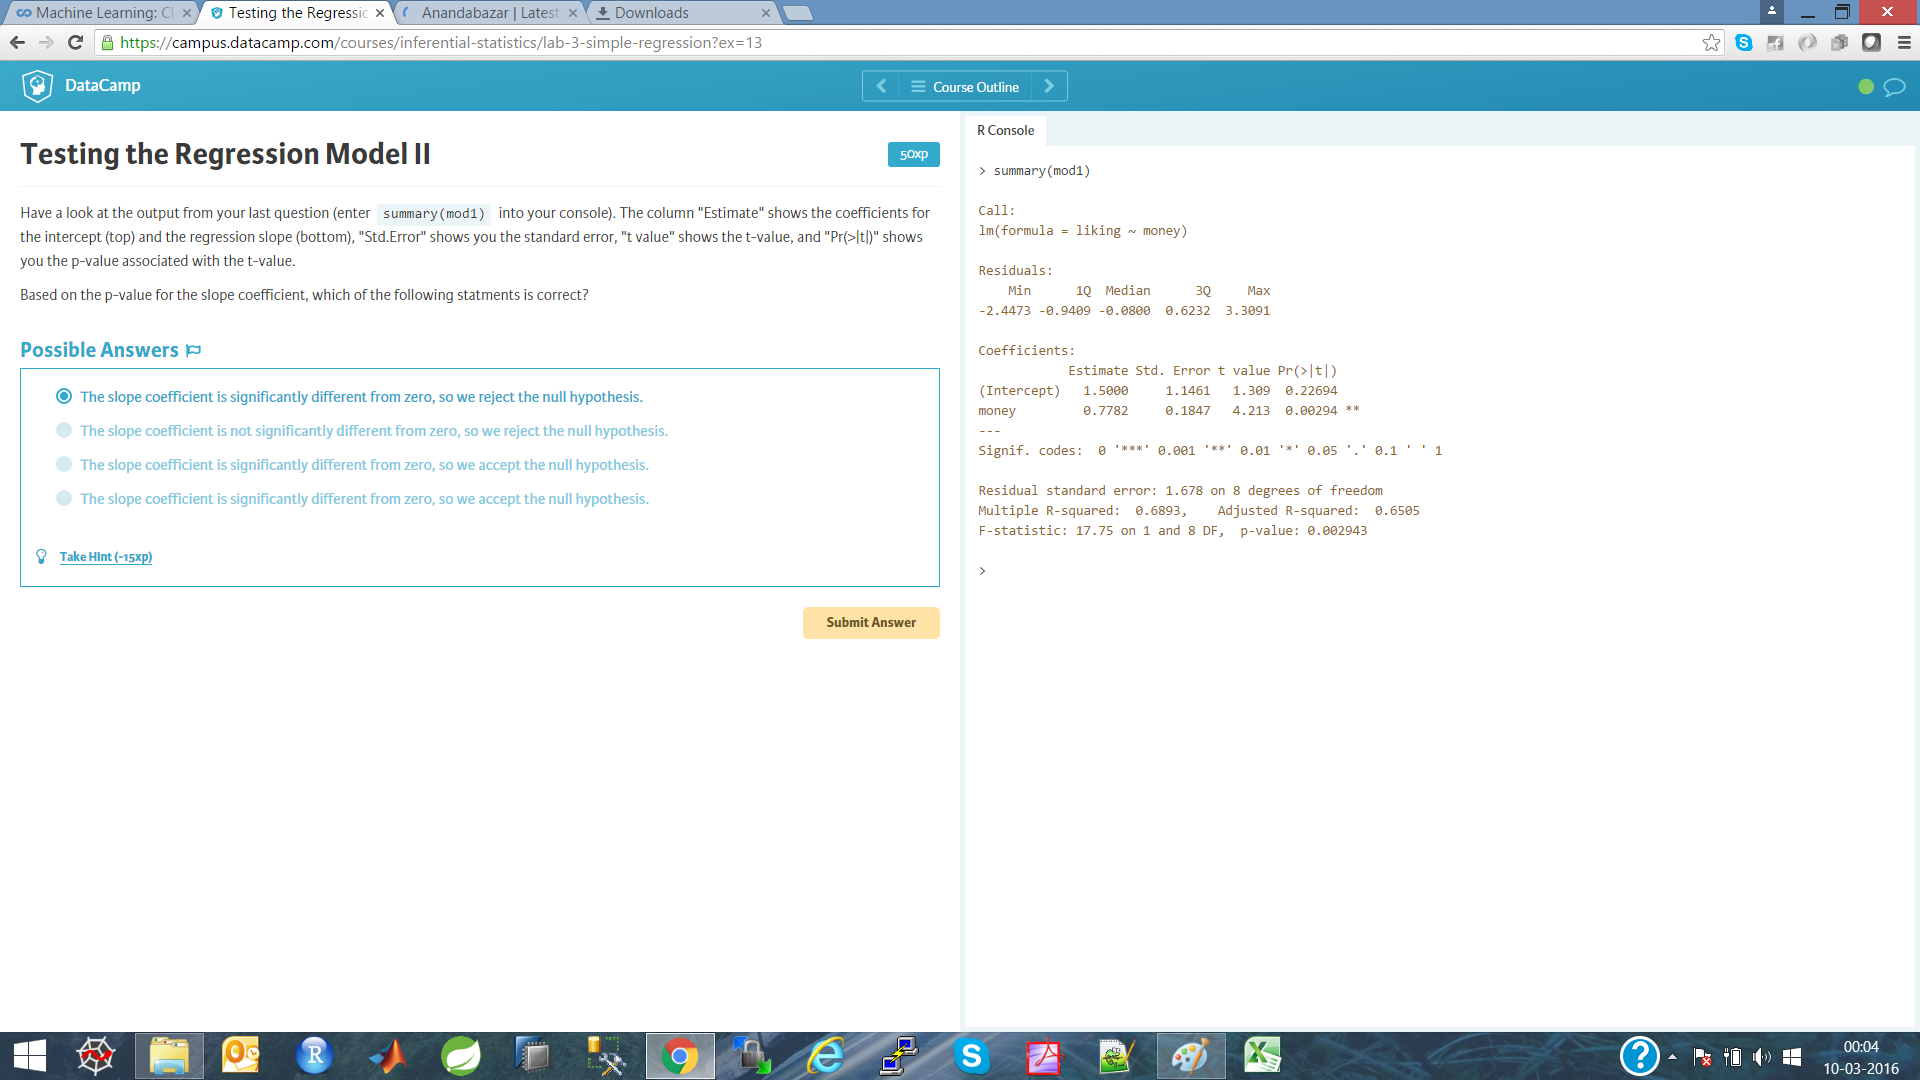 Machine Learning: Cl
Testing the Regressic
Anandabazar | Latest
Downloads
https://campus.datacamp.com/courses/inferential-statistics/lab-3-simple-regression?ex=13
DataCamp
Course Outline
Testing the Regression Model II
50xp
Have a look at the output from your last question (enter summary(mod1) into your console). The column "Estimate" shows the coefficients for
the intercept (top) and the regression slope (bottom), "Std.Error" shows you the standard error, "t value" shows the t-value, and "Pr(>|t|)" shows
you the p-value associated with the t-value.
Based on the p-value for the slope coefficient, which of the following statments is correct?
Possible Answers
The slope coefficient is significantly different from zero, so we reject the null hypothesis.
The slope coefficient is not significantly different from zero, so we reject the null hypothesis.
The slope coefficient is significantly different from zero, so we accept the null hypothesis.
The slope coefficient is significantly different from zero, so we accept the null hypothesis.
Take Hint (-15xp)
Submit Answer
R Console
> summary(mod1)
Call:
lm(formula = liking ~ money)
Residuals:
Min 1Q Median 3Q Max
-2.4473 -0.9409 -0.0800 0.6232 3.3091
Coefficients:
Estimate Std. Error t value Pr(>|t|)
(Intercept) 1.5000 1.1461 1.309 0.22694
money 0.7782 0.1847 4.213 0.00294 **
---
Signif. codes: 0 '***' 0.001 '**' 0.01 '*' 0.05 '.' 0.1 ' ' 1
Residual standard error: 1.678 on 8 degrees of freedom
Multiple R-squared: 0.6893, Adjusted R-squared: 0.6505
F-statistic: 17.75 on 1 and 8 DF, p-value: 0.002943
>
00:04
10-03-2016